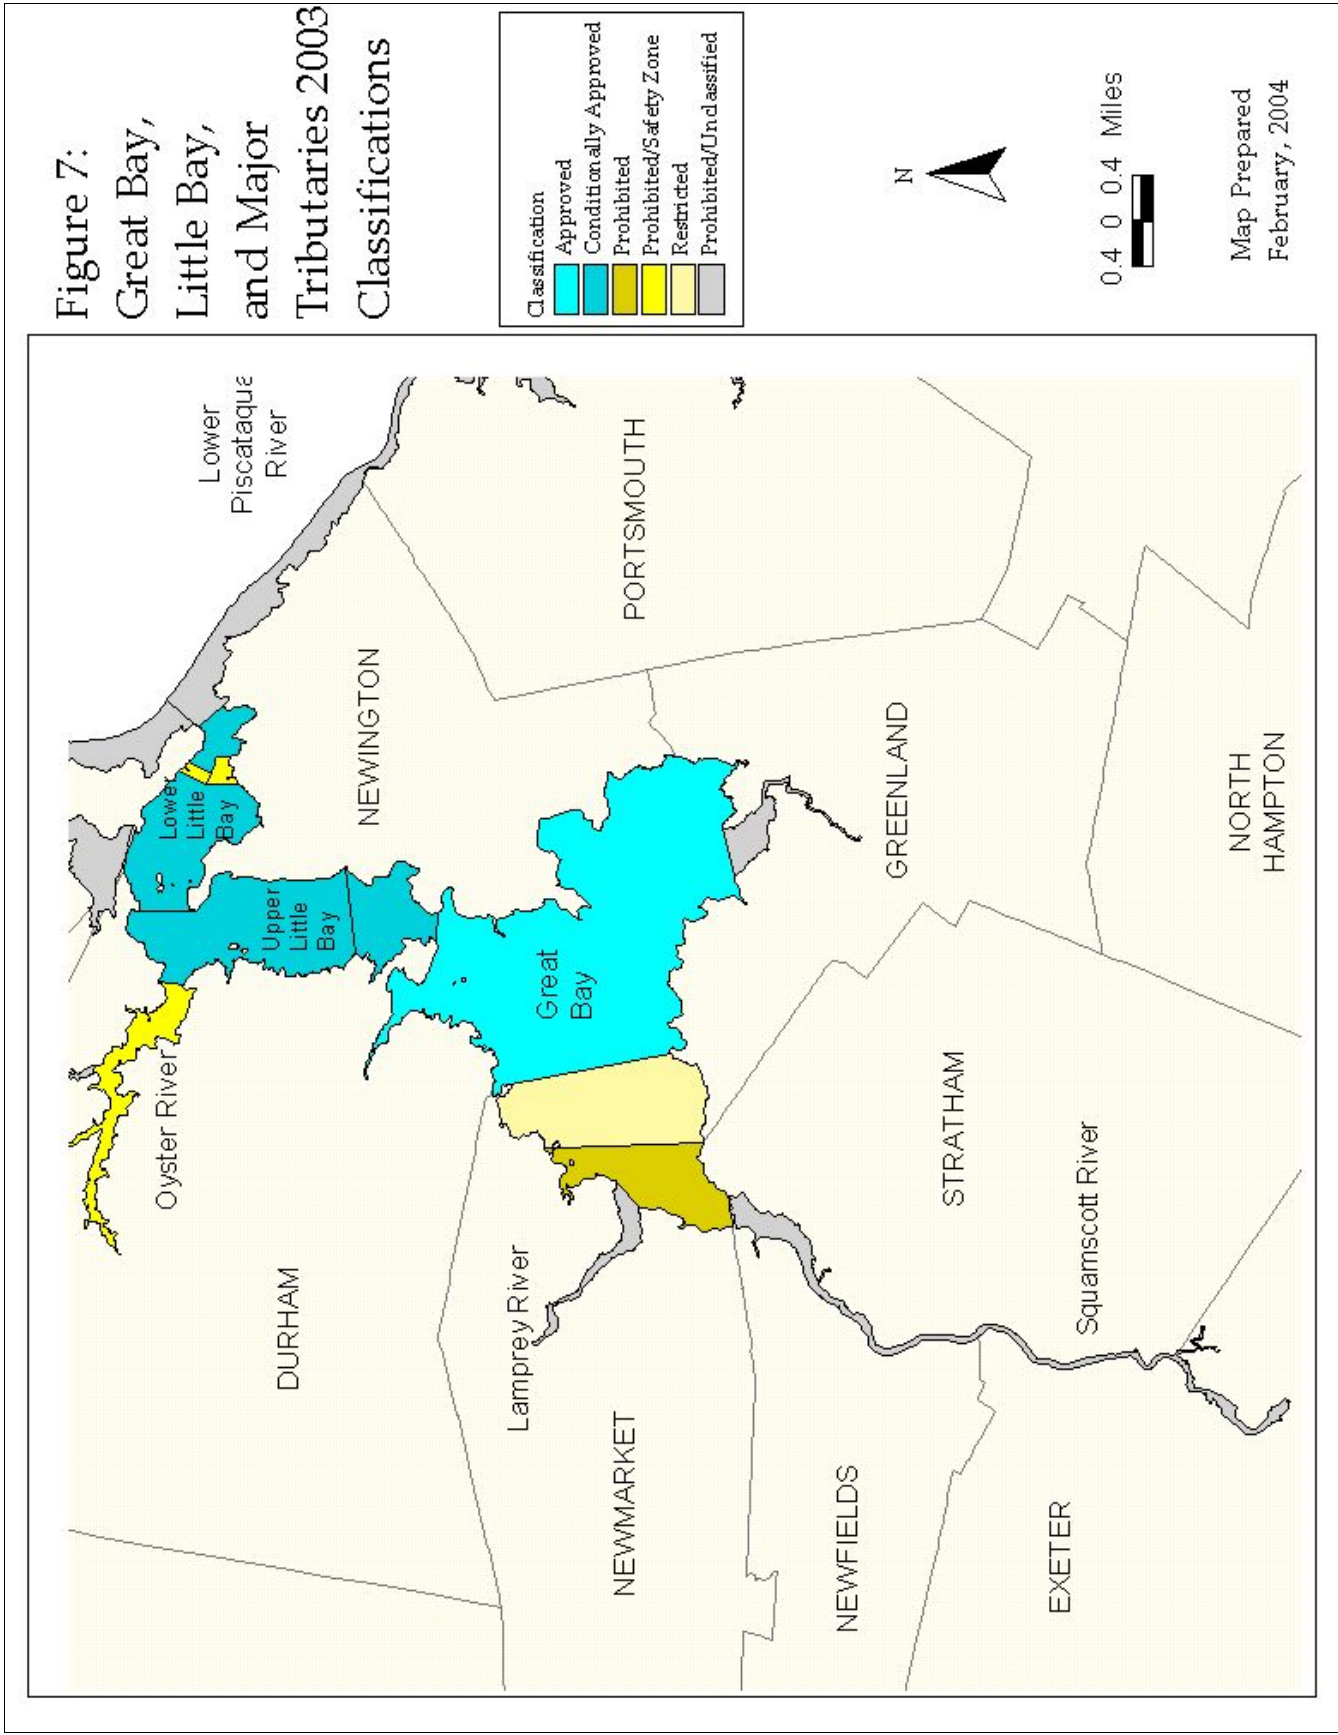 Figure 7:
Great Bay,
Little Bay,
and Major
Tributaries 2003
Classifications
Classification
Approved
Conditionally Approved
Prohibited
Prohibited/Safety Zone
Restricted
Prohibited/Unclassified
N
0.4 0 0.4 Miles
Map Prepared
February, 2004
Lower
Piscataqua
River
Lower
Little
Bay
Upper
Little
Bay
Oyster River
NEWINGTON
PORTSMOUTH
Great
Bay
DURHAM
Lamprey River
GREENLAND
NEWMARKET
STRATHAM
Squamscott River
NORTH
HAMPTON
NEWFIELDS
EXETER